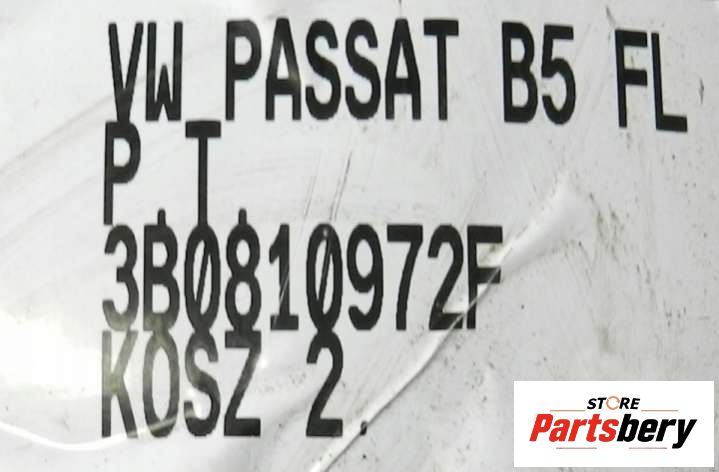 VW PASSAT B5 FL
P.T.
3B0810972F
KOSZ 2.
STORE
Partsbery